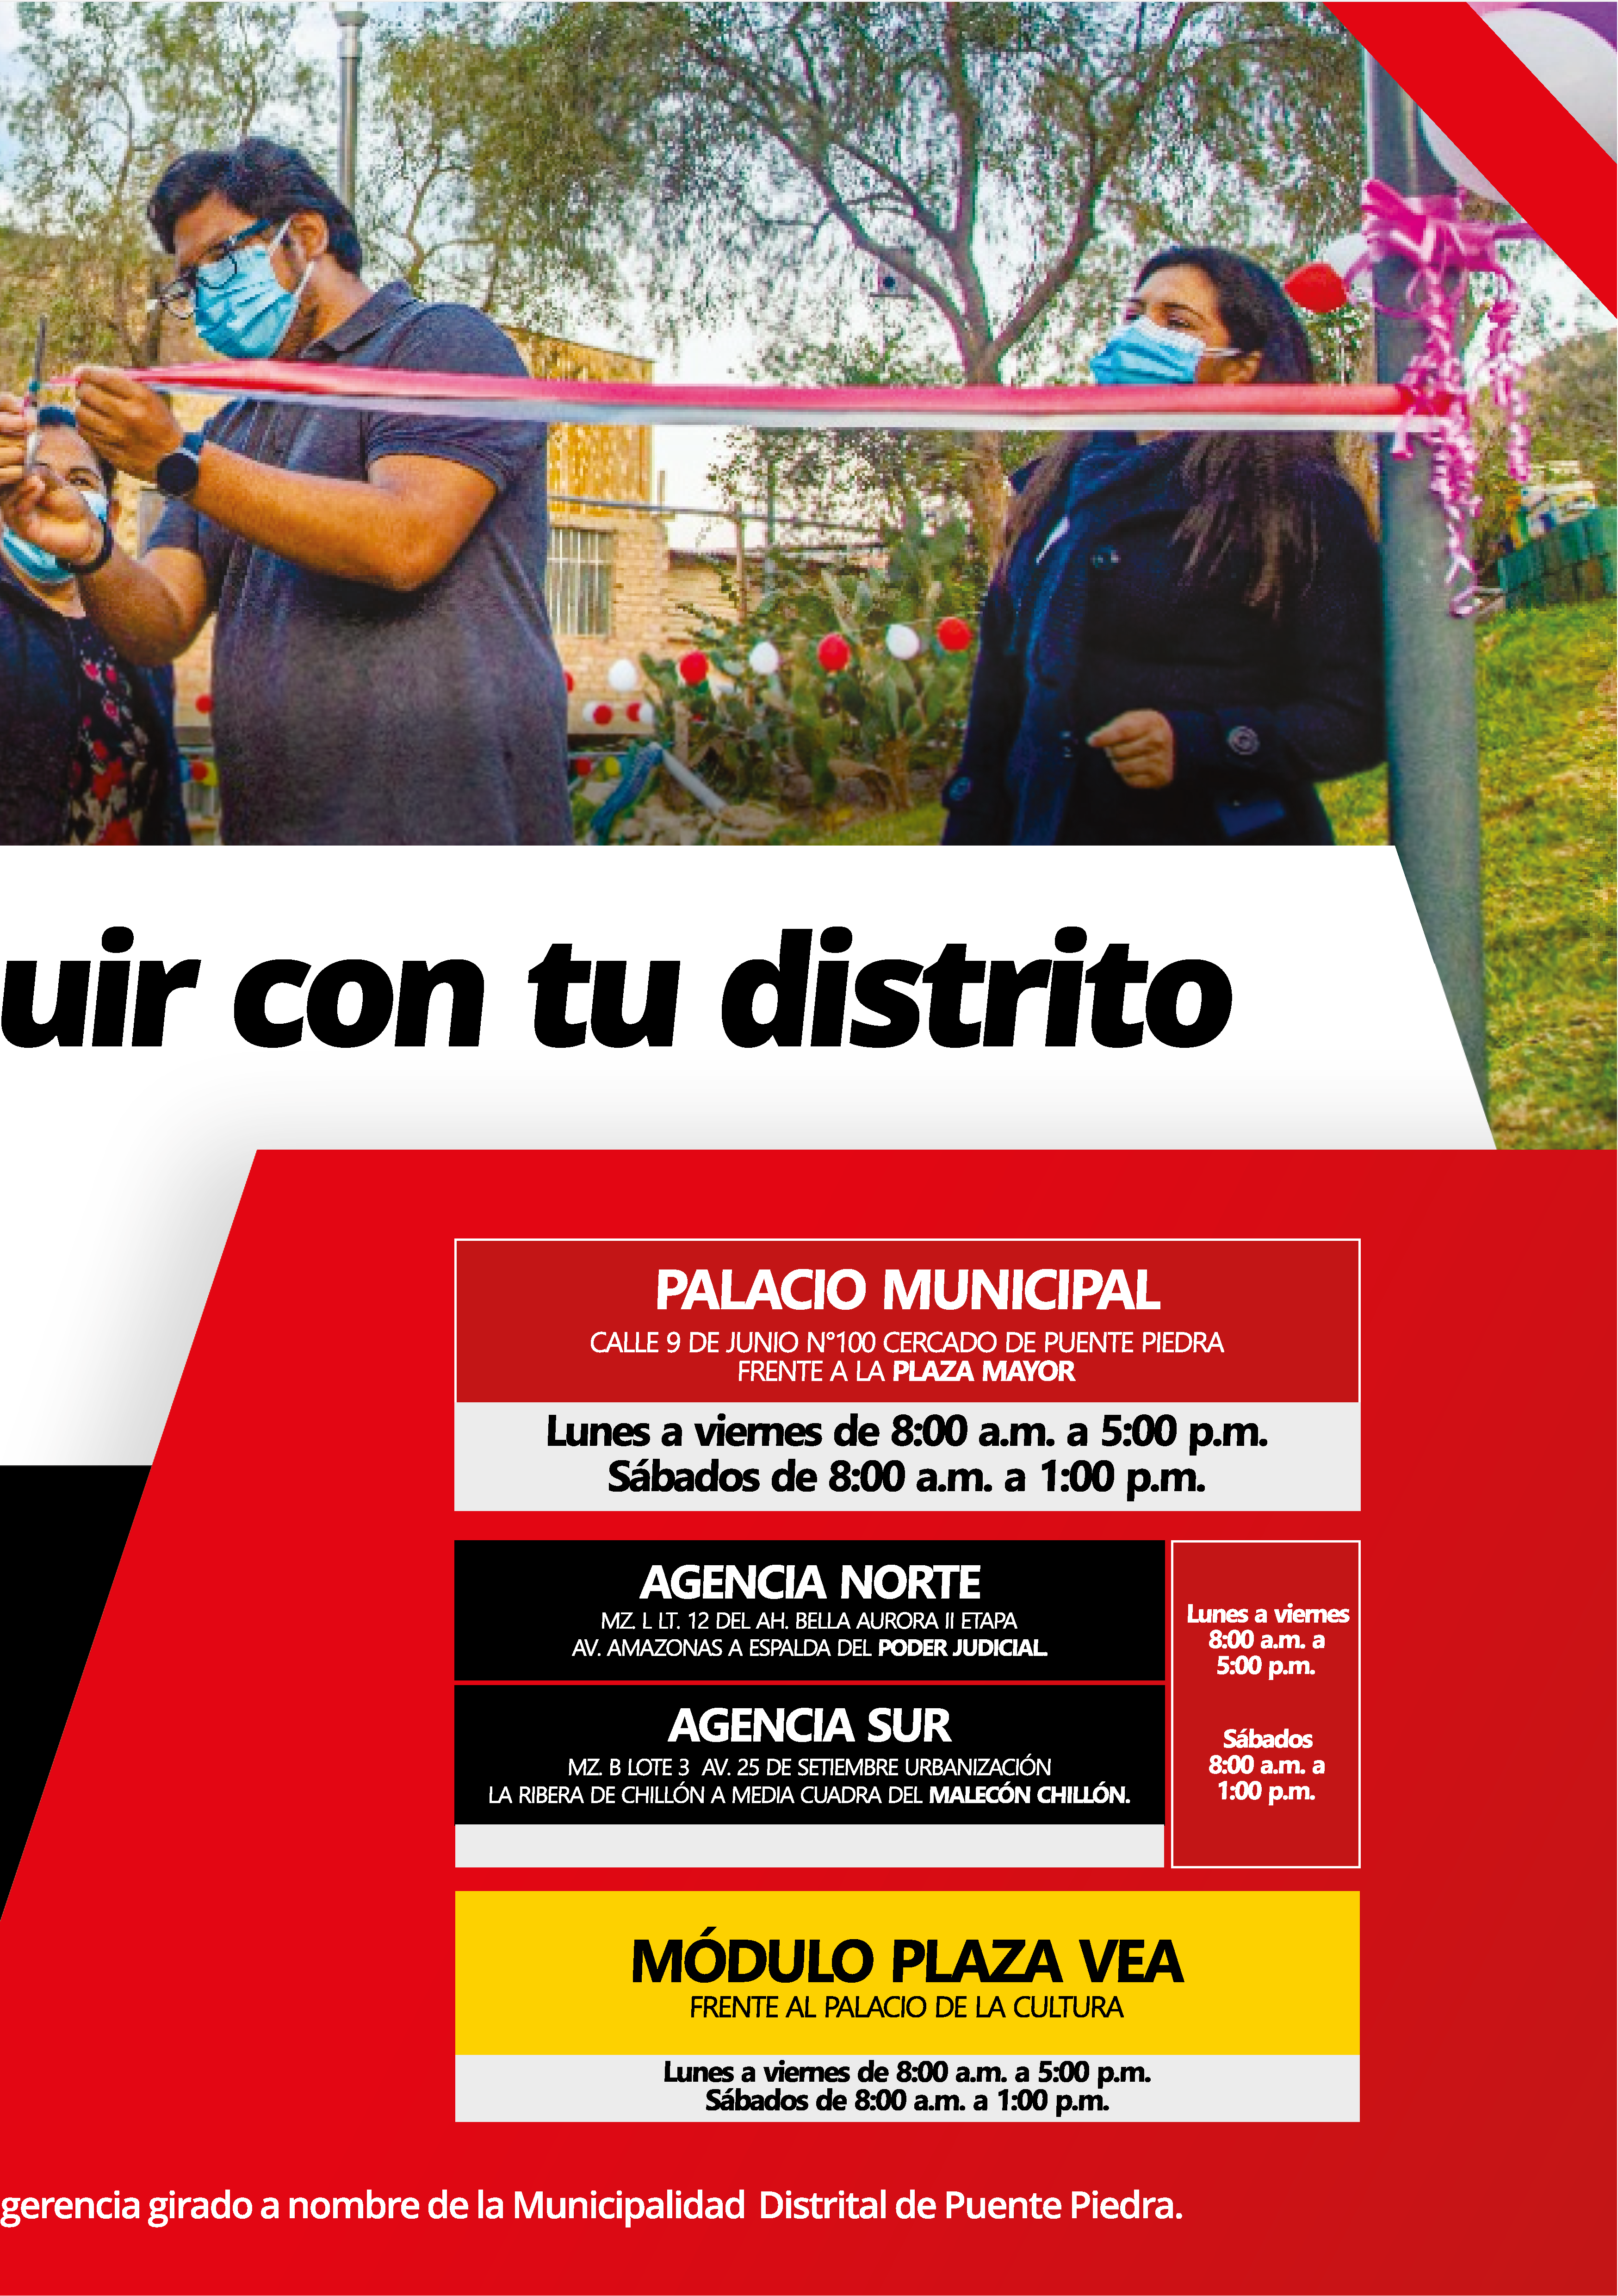 uir con tu distrito
PALACIO MUNICIPAL
CALLE 9 DE JUNIO N°100 CERCADO DE PUENTE PIEDRA
FRENTE A LA PLAZA MAYOR
Lunes a viernes de 8:00 a.m. a 5:00 p.m.
Sábados de 8:00 a.m. a 1:00 p.m.
AGENCIA NORTE
MZ. L LT. 12 DEL AH. BELLA AURORA II ETAPA
AV. AMAZONAS A ESPALDA DEL PODER JUDICIAL.
AGENCIA SUR
MZ. B LOTE 3 AV. 25 DE SETIEMBRE URBANIZACIÓN
LA RIBERA DE CHILLÓN A MEDIA CUADRA DEL MALECÓN CHILLÓN.
Lunes a viernes
8:00 a.m. a
5:00 p.m.
Sábados
8:00 a.m. a
1:00 p.m.
MÓDULO PLAZA VEA
FRENTE AL PALACIO DE LA CULTURA
Lunes a viernes de 8:00 a.m. a 5:00 p.m.
Sábados de 8:00 a.m. a 1:00 p.m.
gerencia girado a nombre de la Municipalidad Distrital de Puente Piedra.